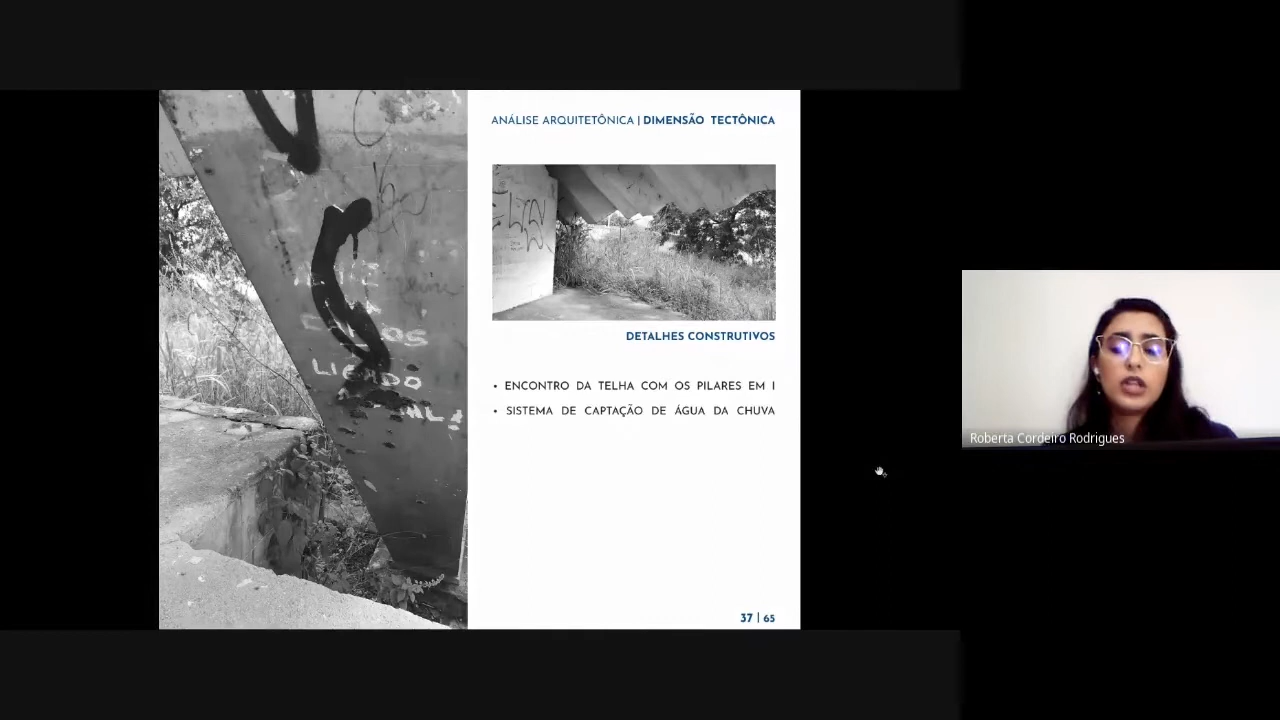 ANÁLISE ARQUITETÔNICA | DIMENSÃO TECTÔNICA
DETALHES CONSTRUTIVOS
• ENCONTRO DA TELHA COM OS PILARES EM I
• SISTEMA DE CAPTAÇÃO DE ÁGUA DA CHUVA
37 | 65
LIGADO
Roberta Cordeiro Rodrigues